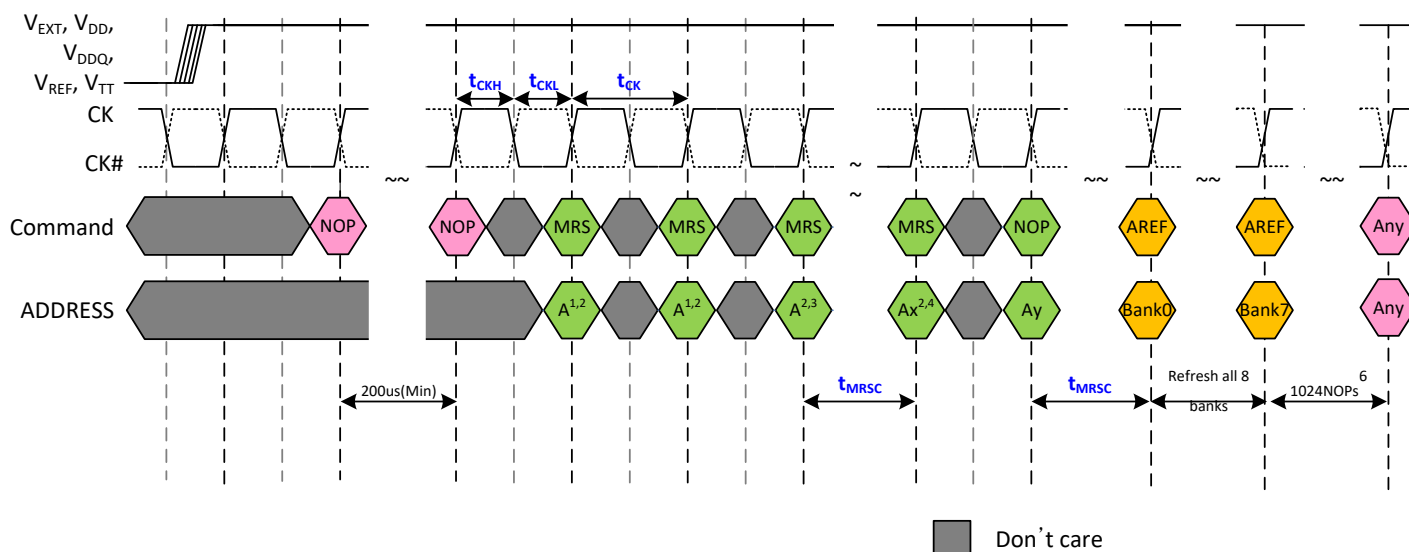 VEXT, VDD,
VDDQ,
VREF, VTT
tCKH tCKL tCK
CK
CK#
~~ ~ ~ ~~ ~~ ~~
Command NOP NOP MRS MRS MRS MRS NOP AREF AREF Any
ADDRESS A1,2 A1,2 A2,3 Ax2,4 Ay Bank0 Bank7 Any
200us(Min) tMRSC tMRSC Refresh all 8 banks 1024NOPs6
Don't care